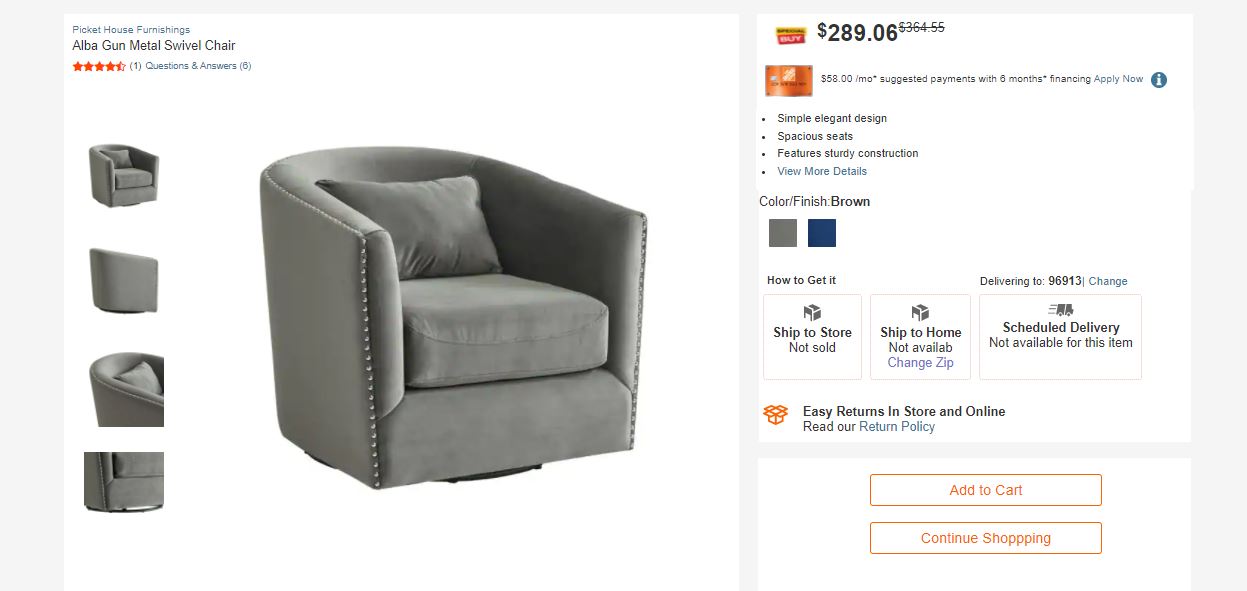 Picket House Furnishings
Alba Gun Metal Swivel Chair
(1) Questions & Answers (6)
SPECIAL BUY $289.06 $364.55
$58.00 /mo* suggested payments with 6 months* financing Apply Now
Simple elegant design
Spacious seats
Features sturdy construction
View More Details
Color/Finish:Brown
How to Get it
Delivering to: 96913| Change
Ship to Store
Not sold
Ship to Home
Not availab
Change Zip
Scheduled Delivery
Not available for this item
Easy Returns In Store and Online
Read our Return Policy
Add to Cart
Continue Shoppping